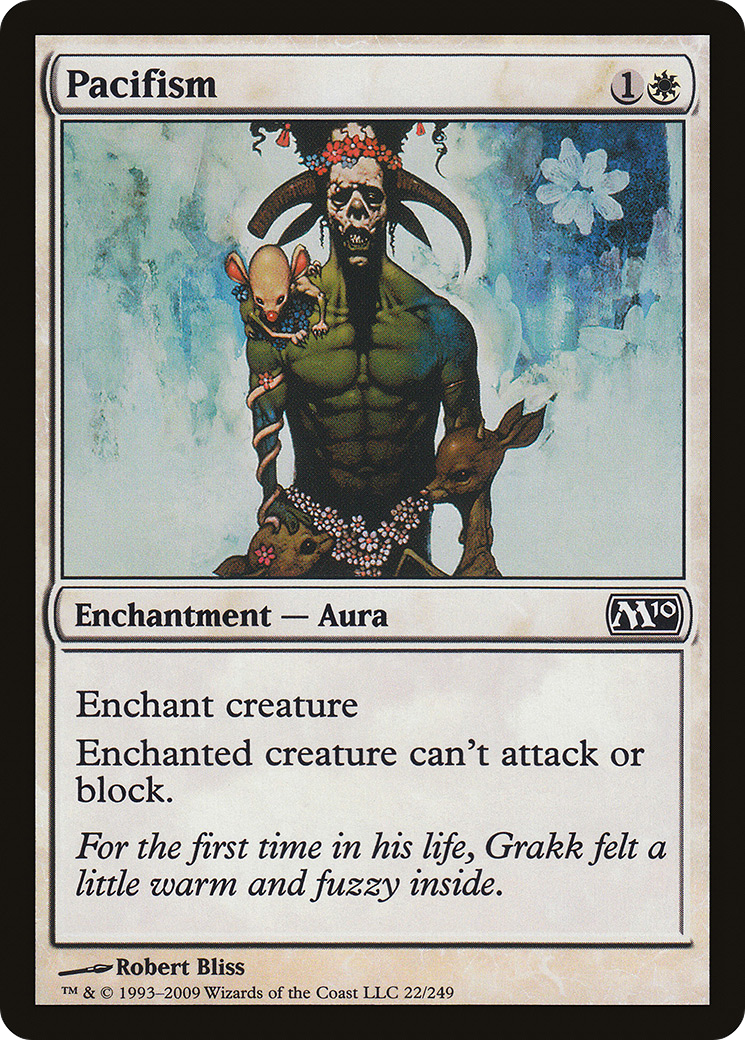 Pacifism 1
Enchantment — Aura M10
Enchant creature
Enchanted creature can't attack or
block.
For the first time in his life, Grakk felt a
little warm and fuzzy inside.
Robert Bliss
™ & © 1993–2009 Wizards of the Coast LLC 22/249